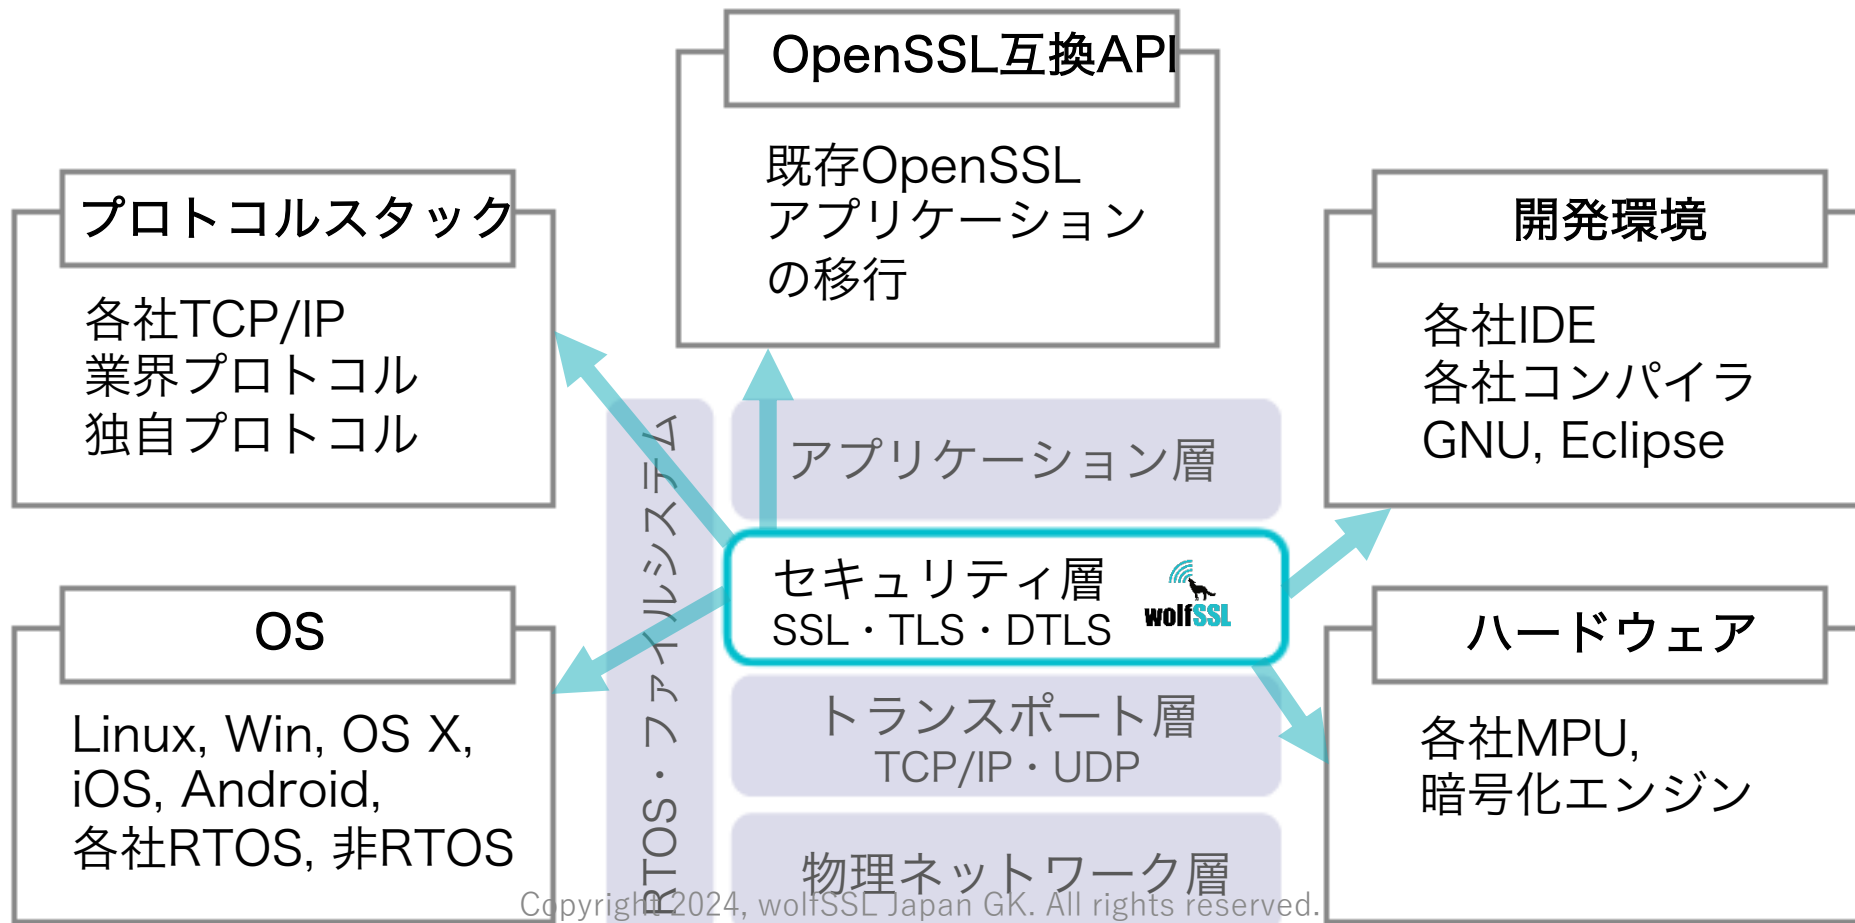 OpenSSL互換API
既存OpenSSL
アプリケーション
の移行
プロトコルスタック
各社TCP/IP
業界プロトコル
独自プロトコル
開発環境
各社IDE
各社コンパイラ
GNU, Eclipse
RTOS・ファイルシステム
アプリケーション層
セキュリティ層
SSL・TLS・DTLS
wolfSSL
トランスポート層
TCP/IP・UDP
物理ネットワーク層
OS
Linux, Win, OS X,
iOS, Android,
各社RTOS, 非RTOS
ハードウェア
各社MPU,
暗号化エンジン
Copyright 2024, wolfSSL Japan GK. All rights reserved.